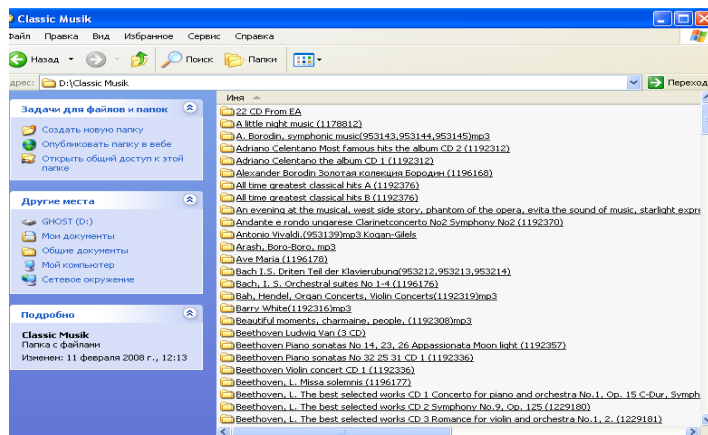 Classic Musik
Файл Правка Вид Избранное Сервис Справка
Назад Поиск Папки
Адрес: D:\Classic Musik Переход
Имя
Задачи для файлов и папок
Создать новую папку
Опубликовать папку в вебе
Открыть общий доступ к этой
папке
Другие места
GHOST (D:)
Мои документы
Общие документы
Мой компьютер
Сетевое окружение
Подробно
Classic Musik
Папка с файлами
Изменен: 11 февраля 2008 г., 12:13
22 CD From EA
A little night music (1178812)
A. Borodin, symphonic music(953143,953144,953145)mp3
Adriano Celentano Most famous hits the album CD 2 (1192312)
Adriano Celentano the album CD 1 (1192312)
Alexander Borodin Золотая колекция Бородин (1196168)
All time greatest classical hits A (1192376)
All time greatest classical hits B (1192376)
An evening at the musical, west side story, phantom of the opera, evita the sound of music, starlight expre
Andante e rondo ungarese Clarinetconcerto No2 Symphony No2 (1192370)
Antonio Vivaldi.(953139)mp3 Kogan-Gilels
Arash, Boro-Boro, mp3
Ave Maria (1196178)
Bach I.S. Driten Teil der Klavierubung(953212,953213,953214)
Bach, I. S. Orchestral suites No 1-4 (1196176)
Bah, Hendel, Organ Concerts, Violin Concerts(1192319)mp3
Barry White(1192316)mp3
Beautiful moments, charmaine, people, (1192308)mp3
Beethoven Ludwig Van (3 CD)
Beethoven Piano sonatas No 14, 23, 26 Appassionata Moon light (1192357)
Beethoven Piano sonatas No 32 25 31 CD 1 (1192336)
Beethoven Violin concert CD 1 (1192336)
Beethoven, L. Missa solemnis (1196177)
Beethoven, L. The best selected works CD 1 Concerto for piano and orchestra No.1, Op. 15 C-Dur, Symph
Beethoven, L. The best selected works CD 2 Symphony No.9, Op. 125 (1229180)
Beethoven, L. The best selected works CD 3 Romance for violin and orchestra No.1, 2. (1229181)